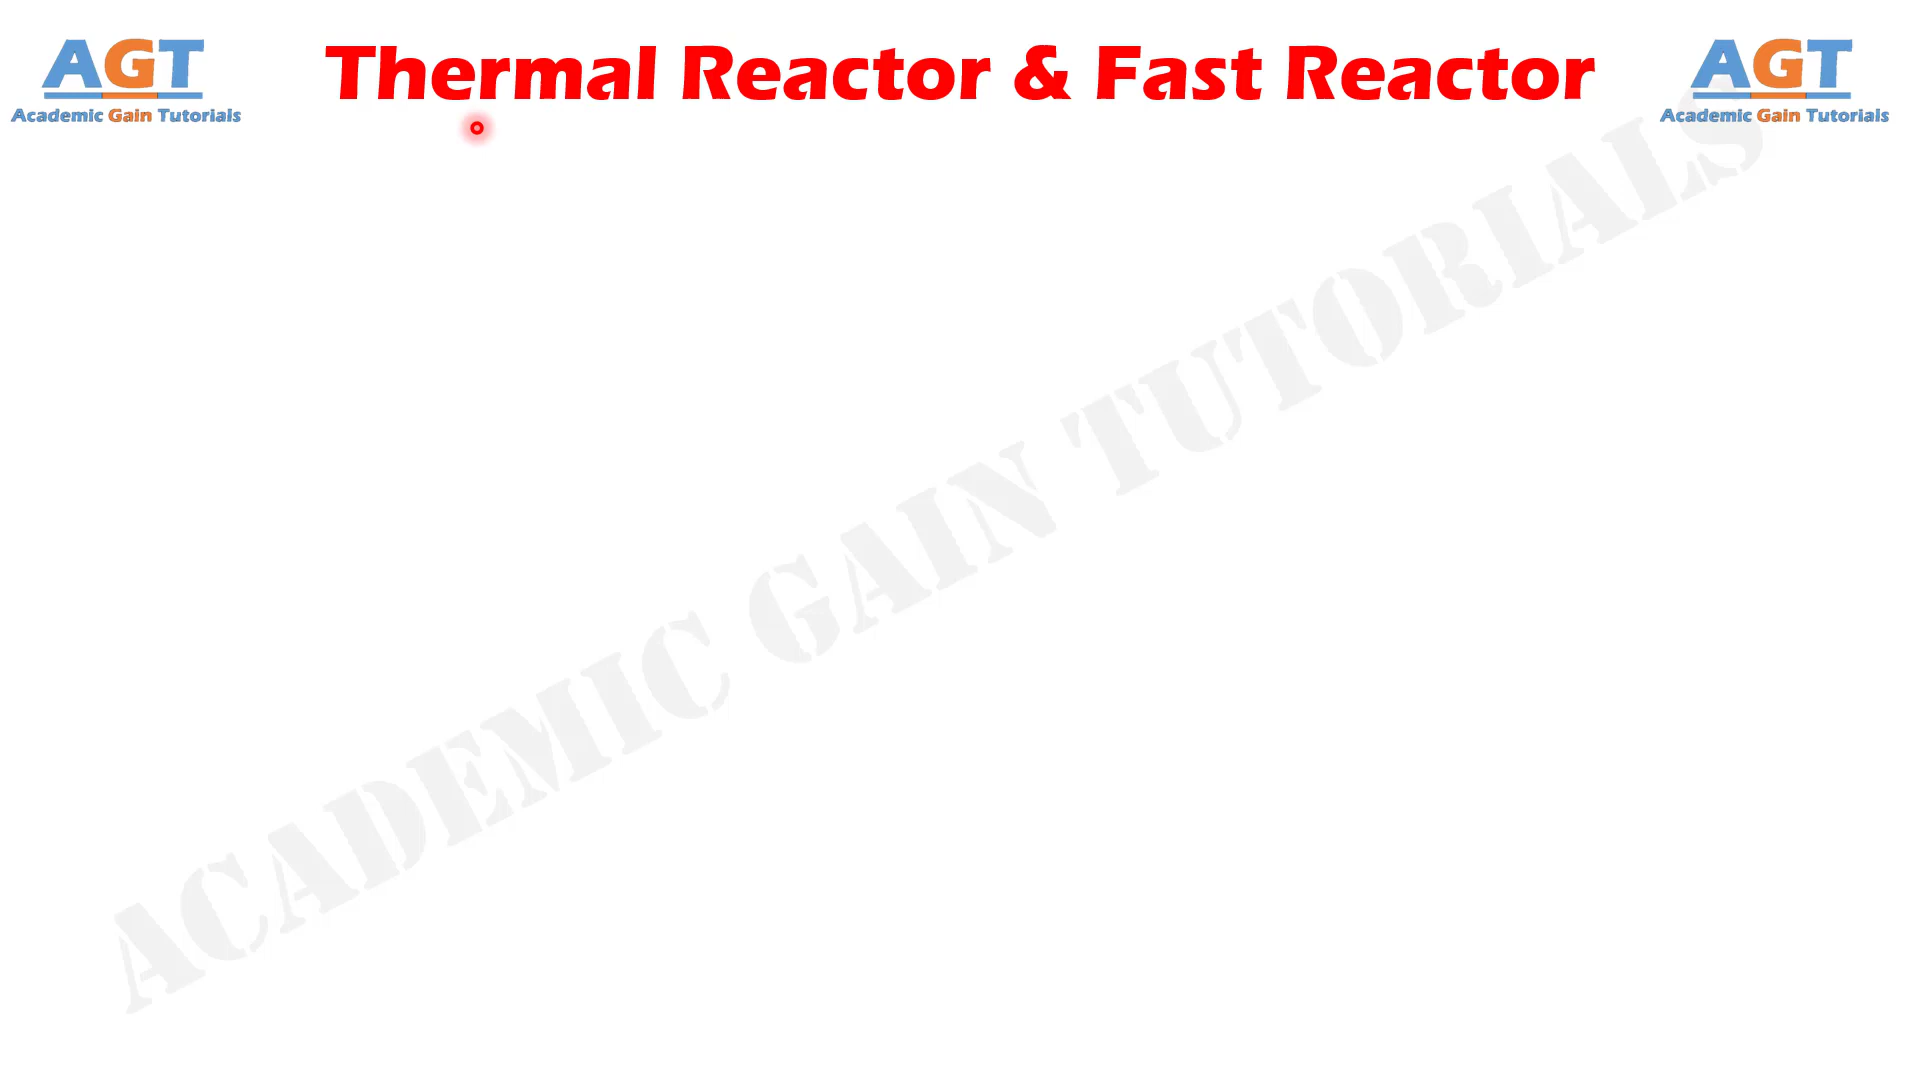 AGT
Academic Gain Tutorials
Thermal Reactor & Fast Reactor
AGT
Academic Gain Tutorials
ACADEMIC GAIN TUTORIALS